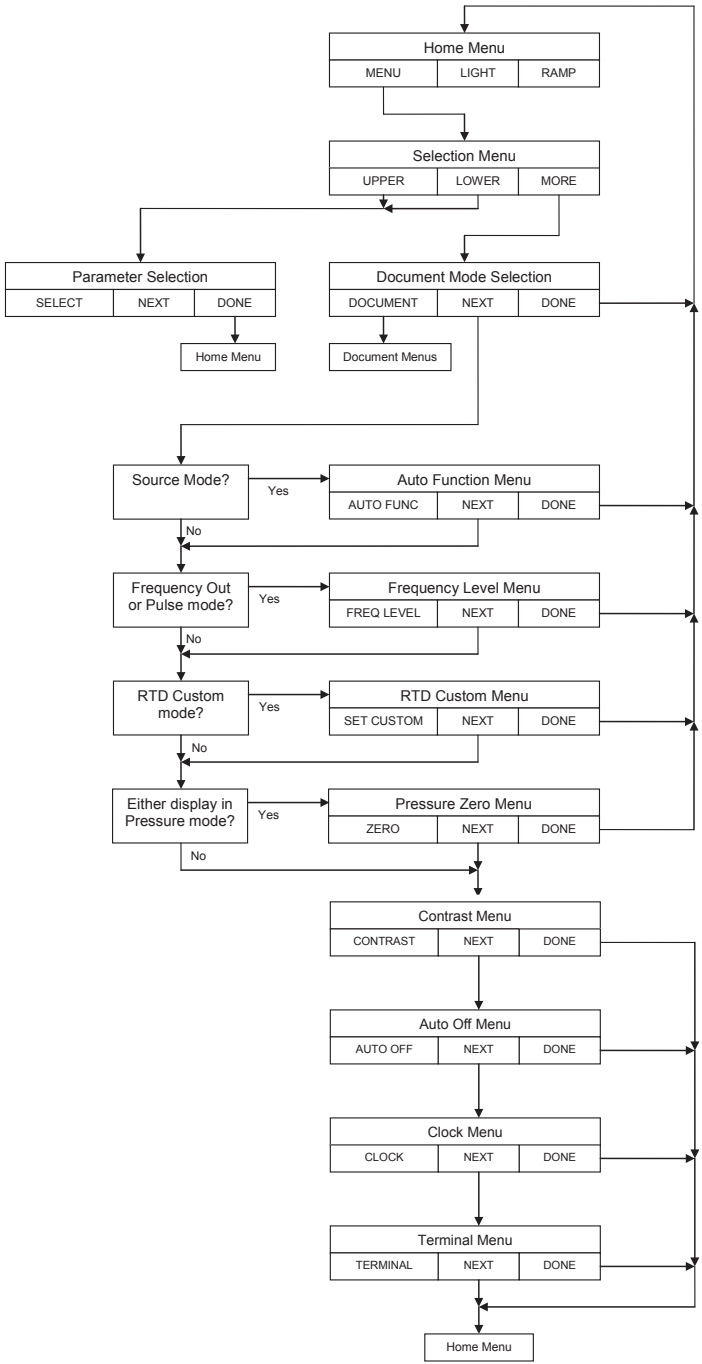 Home Menu
MENU LIGHT RAMP
Selection Menu
UPPER LOWER MORE
Parameter Selection
SELECT NEXT DONE
Home Menu
Document Mode Selection
DOCUMENT NEXT DONE
Document Menus
Source Mode?
Yes
No
Auto Function Menu
AUTO FUNC NEXT DONE
Frequency Out
or Pulse mode?
Yes
No
Frequency Level Menu
FREQ LEVEL NEXT DONE
RTD Custom
mode?
Yes
No
RTD Custom Menu
SET CUSTOM NEXT DONE
Either display in
Pressure mode?
Yes
No
Pressure Zero Menu
ZERO NEXT DONE
Contrast Menu
CONTRAST NEXT DONE
Auto Off Menu
AUTO OFF NEXT DONE
Clock Menu
CLOCK NEXT DONE
Terminal Menu
TERMINAL NEXT DONE
Home Menu